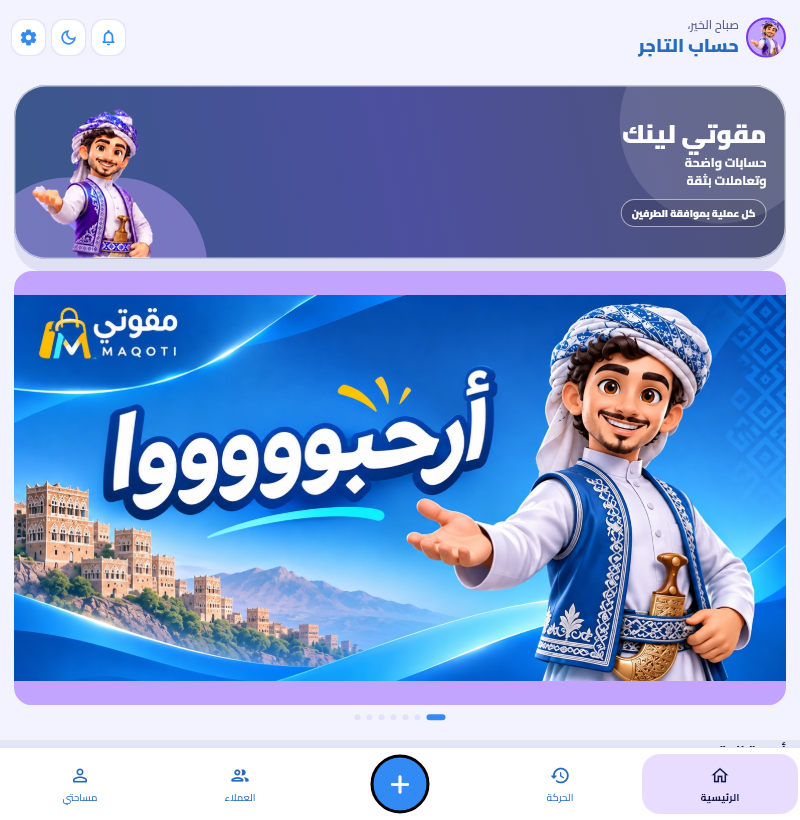 صباح الخير،
حساب التاجر
مقوتي لينك
حسابات واضحة
وتعاملات بثقة
كل عملية بموافقة الطرفين
مقوتي
MAQOTI
أرحبووووووا
الرئيسية
الحركة
العملاء
مساحتي